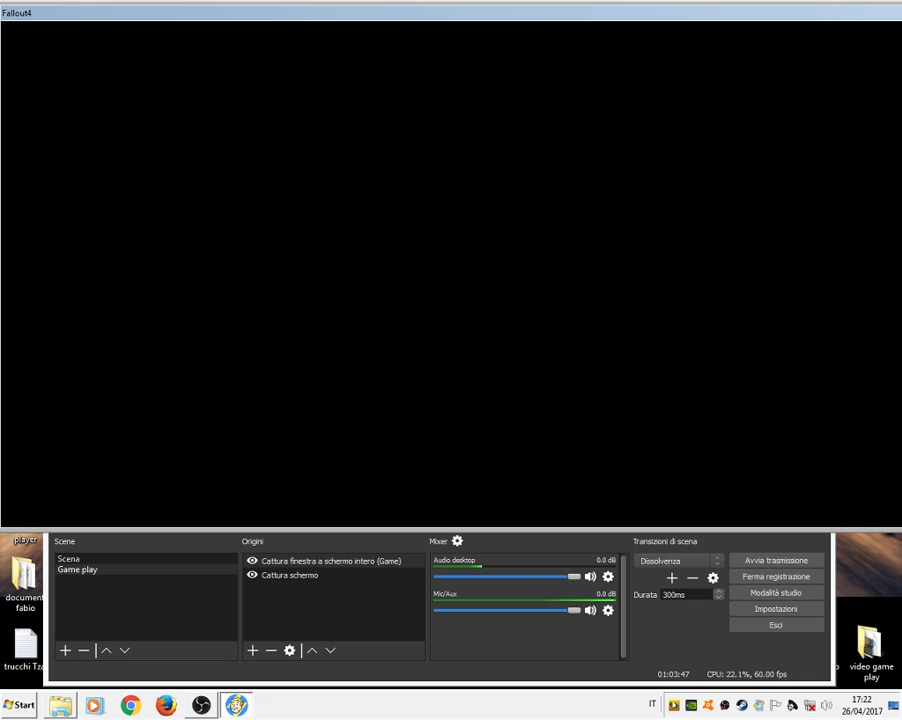 Fallout4
player
document
fabio
trucchi Tza
Scene
Scena
Game play
Origini
Cattura finestra a schermo intero (Game)
Cattura schermo
Mixer
Audio desktop
0.0 dB
Mic/Aux
0.0 dB
Transizioni di scena
Dissolvenza
Durata
300ms
Avvia trasmissione
Ferma registrazione
Modalità studio
Impostazioni
Esci
01:03:47
CPU: 22.1%, 60.00 fps
video game
play
Start
IT
17:22
26/04/2017